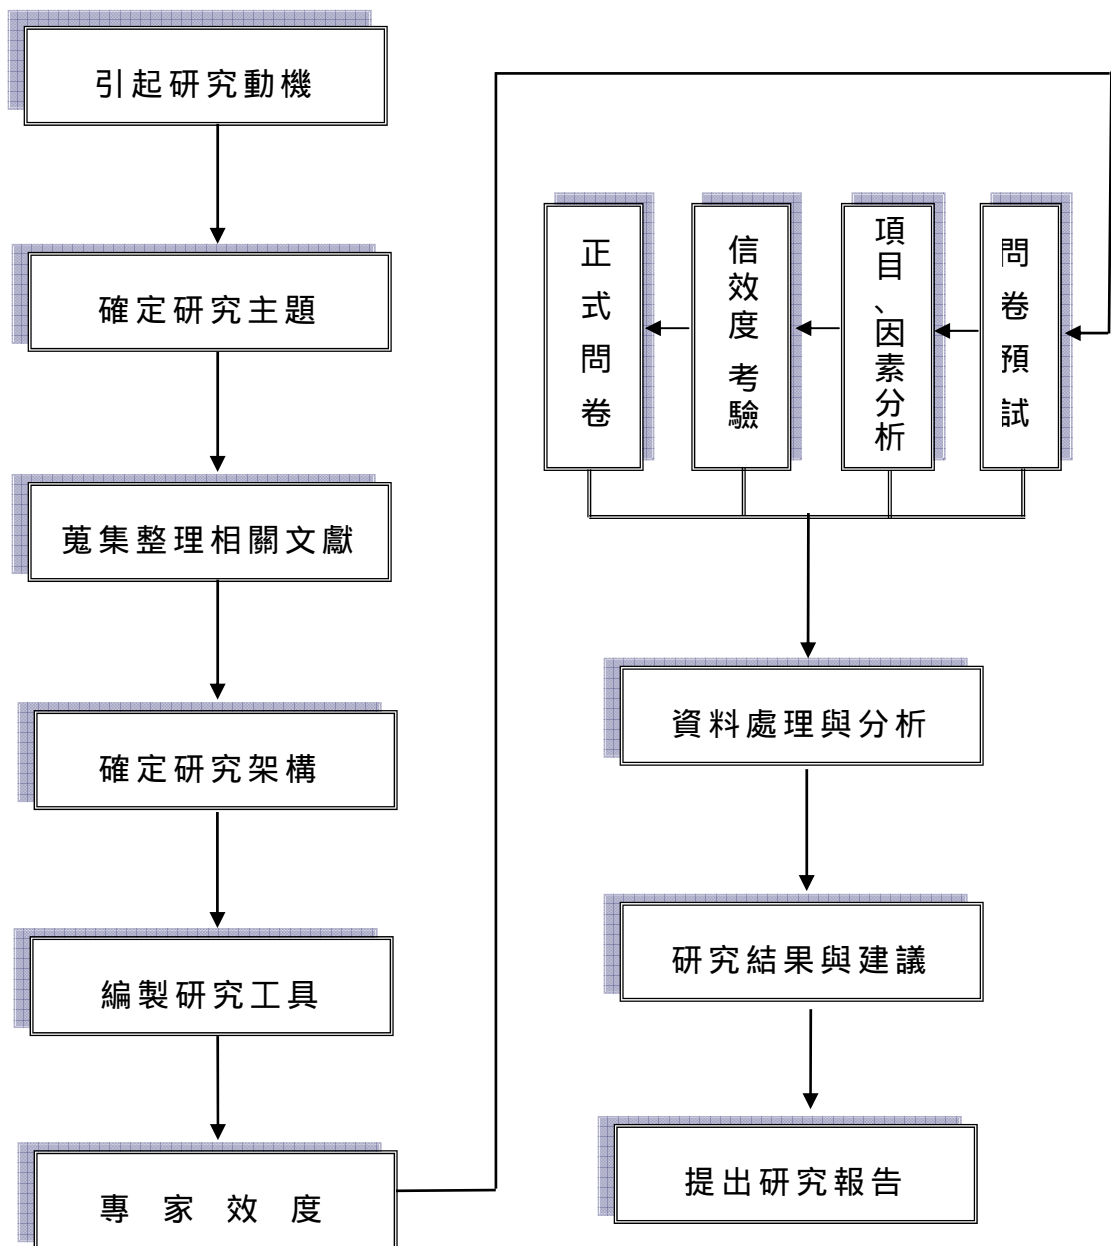 引起研究動機
確定研究主題
蒐集整理相關文獻
確定研究架構
編製研究工具
專家效度
問卷預試
項目、因素分析
信效度考驗
正式問卷
資料處理與分析
研究結果與建議
提出研究報告